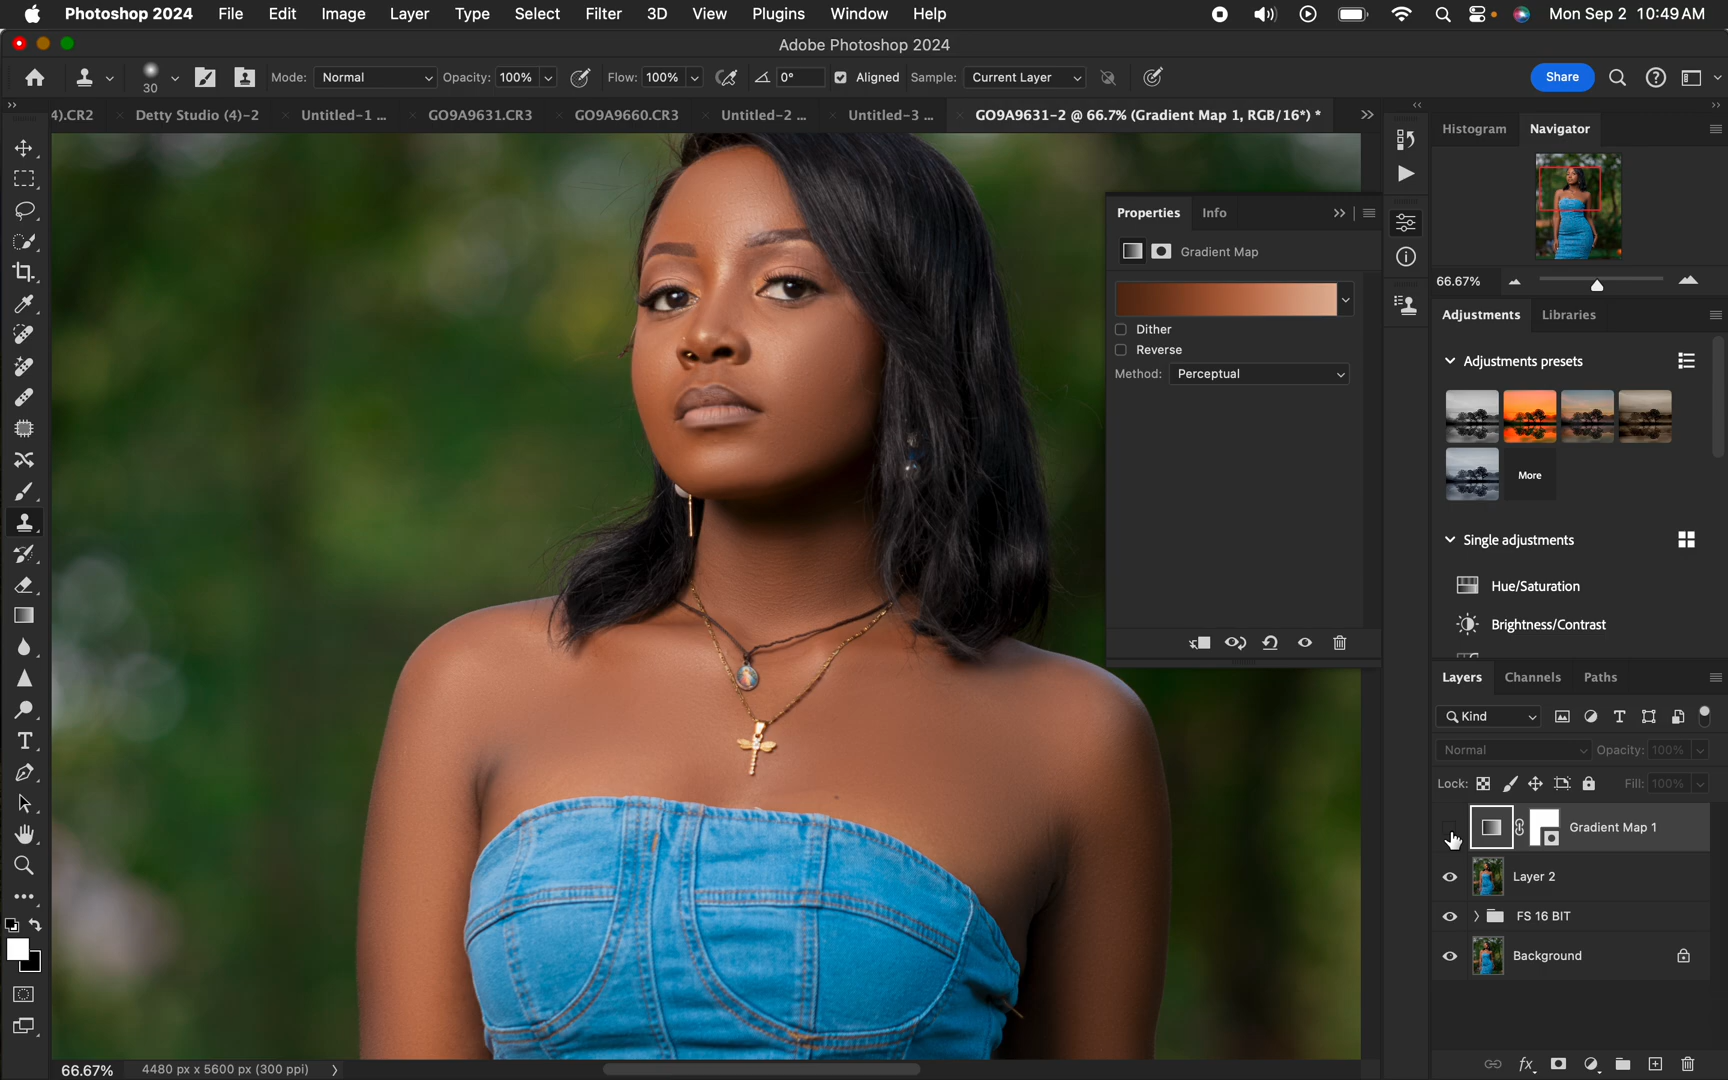 Photoshop 2024 File Edit Image Layer Type Select Filter 3D View Plugins Window Help Mon Sep 2 10:49 AM
Adobe Photoshop 2024
30 Mode: Normal Opacity: 100% Flow: 100% 0° Aligned Sample: Current Layer Share
4).CR2 Detty Studio (4)-2 Untitled-1 ... GO9A9631.CR3 GO9A9660.CR3 Untitled-2 ... Untitled-3 ... GO9A9631-2 @ 66.7% (Gradient Map 1, RGB/16*) *
Histogram Navigator
66.67%
Properties Info
Gradient Map
Dither
Reverse
Method: Perceptual
Adjustments Libraries
Adjustments presets
More
Single adjustments
Hue/Saturation
Brightness/Contrast
Layers Channels Paths
Kind
Normal Opacity: 100%
Lock: Fill: 100%
Gradient Map 1
Layer 2
FS 16 BIT
Background
66.67% 4480 px x 5600 px (300 ppi)